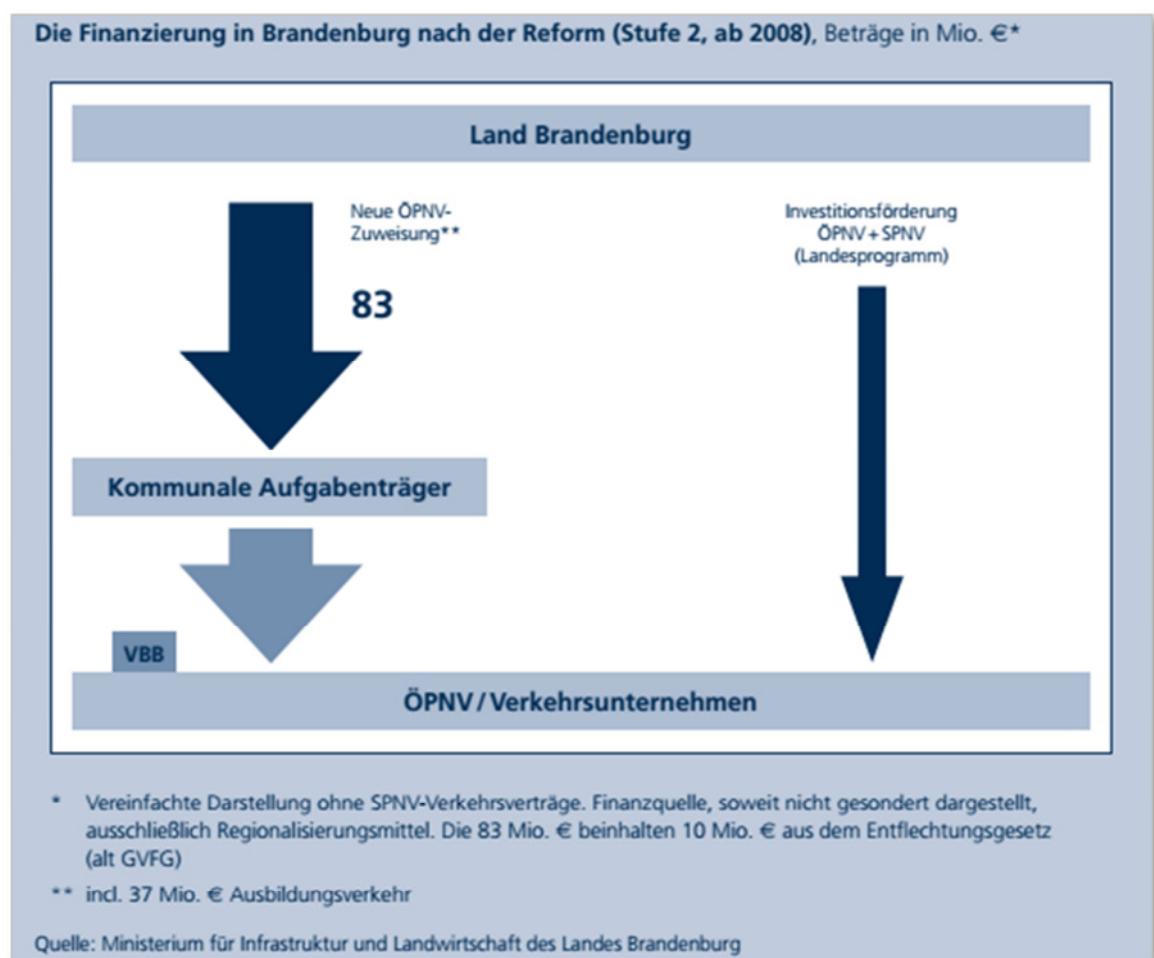 Die Finanzierung in Brandenburg nach der Reform (Stufe 2, ab 2008), Beträge in Mio. €*
Land Brandenburg
Neue ÖPNV-
Zuweisung**
83
Investitionsförderung
ÖPNV + SPNV
(Landesprogramm)
Kommunale Aufgabenträger
VBB
ÖPNV / Verkehrsunternehmen
* Vereinfachte Darstellung ohne SPNV-Verkehrsverträge. Finanzquelle, soweit nicht gesondert dargestellt,
ausschließlich Regionalisierungsmittel. Die 83 Mio. € beinhalten 10 Mio. € aus dem Entflechtungsgesetz
(alt GVFG)
** incl. 37 Mio. € Ausbildungsverkehr
Quelle: Ministerium für Infrastruktur und Landwirtschaft des Landes Brandenburg